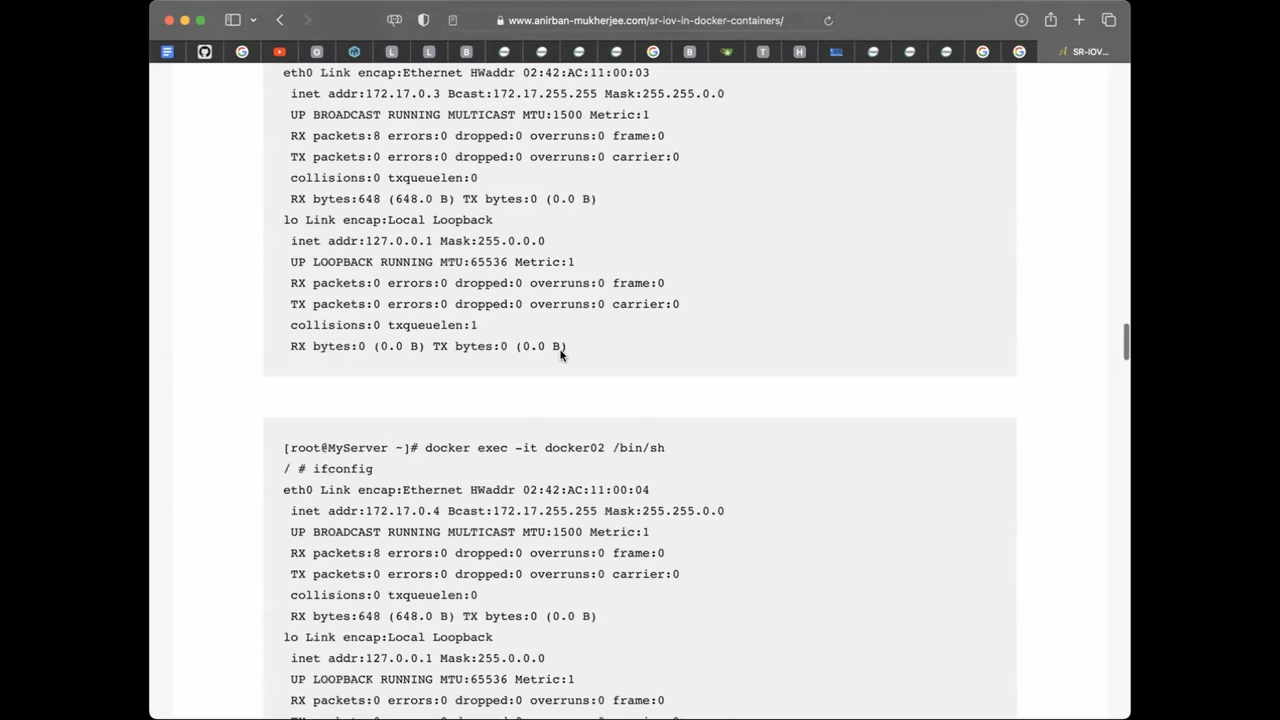 www.anirban-mukherjee.com/sr-iov-in-docker-containers/
SR-IOV...
eth0 Link encap:Ethernet HWaddr 02:42:AC:11:00:03
inet addr:172.17.0.3 Bcast:172.17.255.255 Mask:255.255.0.0
UP BROADCAST RUNNING MULTICAST MTU:1500 Metric:1
RX packets:8 errors:0 dropped:0 overruns:0 frame:0
TX packets:0 errors:0 dropped:0 overruns:0 carrier:0
collisions:0 txqueuelen:0
RX bytes:648 (648.0 B) TX bytes:0 (0.0 B)
lo Link encap:Local Loopback
inet addr:127.0.0.1 Mask:255.0.0.0
UP LOOPBACK RUNNING MTU:65536 Metric:1
RX packets:0 errors:0 dropped:0 overruns:0 frame:0
TX packets:0 errors:0 dropped:0 overruns:0 carrier:0
collisions:0 txqueuelen:1
RX bytes:0 (0.0 B) TX bytes:0 (0.0 B)
[root@MyServer ~]# docker exec -it docker02 /bin/sh
/ # ifconfig
eth0 Link encap:Ethernet HWaddr 02:42:AC:11:00:04
inet addr:172.17.0.4 Bcast:172.17.255.255 Mask:255.255.0.0
UP BROADCAST RUNNING MULTICAST MTU:1500 Metric:1
RX packets:8 errors:0 dropped:0 overruns:0 frame:0
TX packets:0 errors:0 dropped:0 overruns:0 carrier:0
collisions:0 txqueuelen:0
RX bytes:648 (648.0 B) TX bytes:0 (0.0 B)
lo Link encap:Local Loopback
inet addr:127.0.0.1 Mask:255.0.0.0
UP LOOPBACK RUNNING MTU:65536 Metric:1
RX packets:0 errors:0 dropped:0 overruns:0 frame:0